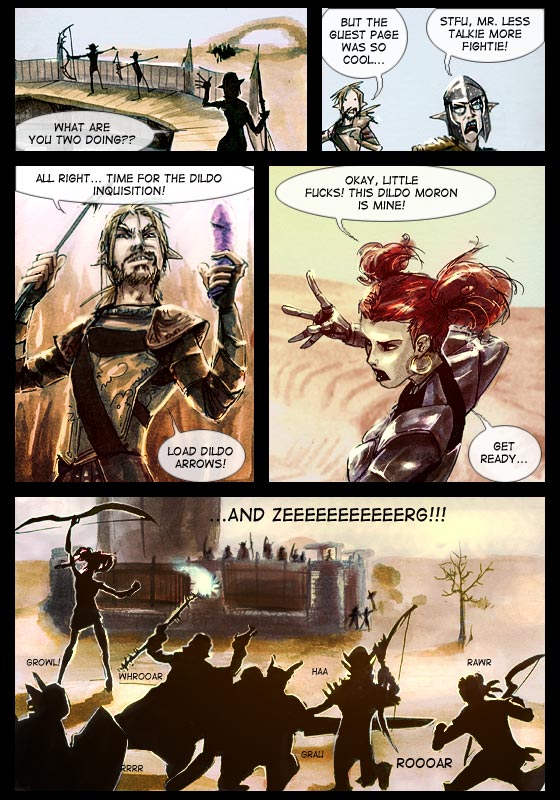 WHAT ARE
YOU TWO DOING??
BUT THE
GUEST PAGE
WAS SO
COOL...
STFU, MR. LESS
TALKIE MORE
FIGHTIE!
ALL RIGHT... TIME FOR THE DILDO
INQUISITION!
LOAD DILDO
ARROWS!
OKAY, LITTLE
FUCKS! THIS DILDO MORON
IS MINE!
GET
READY...
...AND ZEEEEEEEEEEERG!!!
GROWL!
WHROOAR
HAA
RAWR
GRAU
ROOOAR